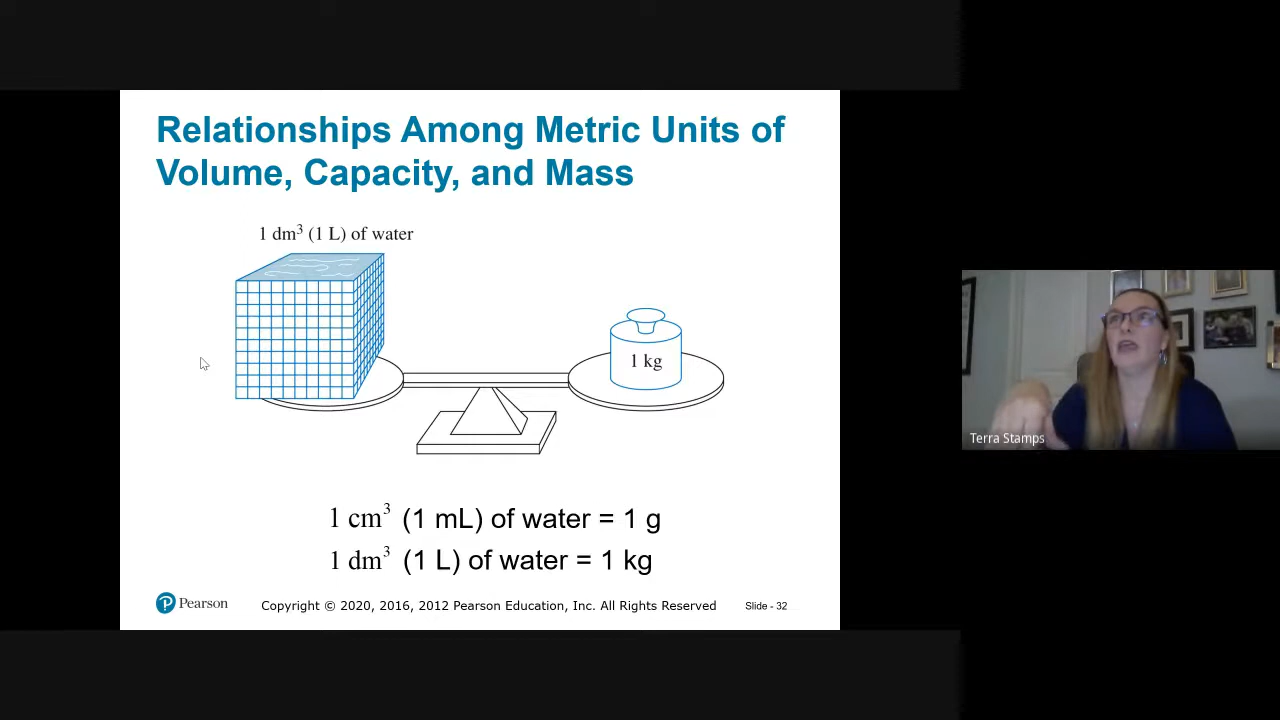 Relationships Among Metric Units of
Volume, Capacity, and Mass
1 dm³ (1 L) of water
1 kg
Terra Stamps
1 cm³ (1 mL) of water = 1 g
1 dm³ (1 L) of water = 1 kg
P Pearson
Copyright © 2020, 2016, 2012 Pearson Education, Inc. All Rights Reserved
Slide - 32